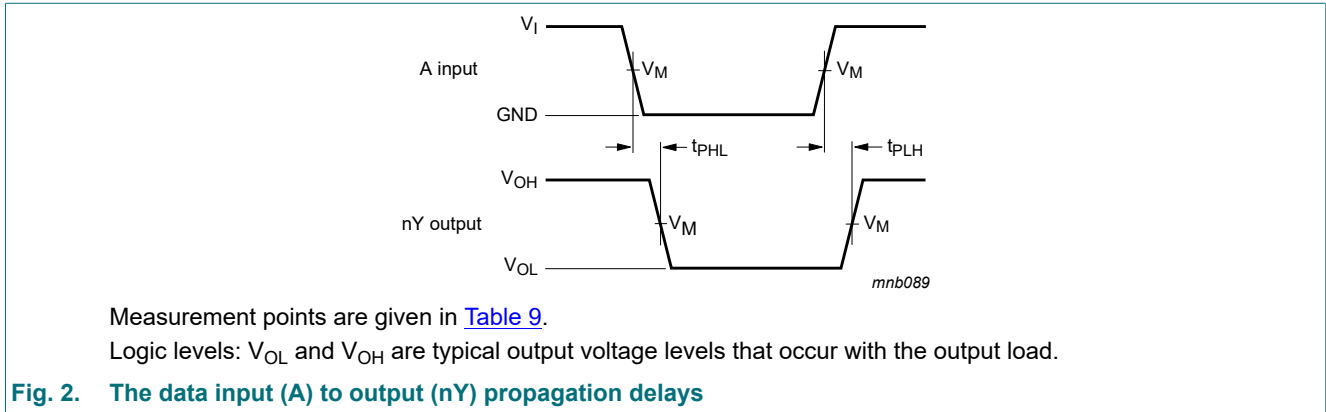 VI
A input
VM
VM
GND
tPHL
tPLH
VOH
nY output
VM
VM
VOL
mnb089
Measurement points are given in Table 9.
Logic levels: VOL and VOH are typical output voltage levels that occur with the output load.
Fig. 2. The data input (A) to output (nY) propagation delays